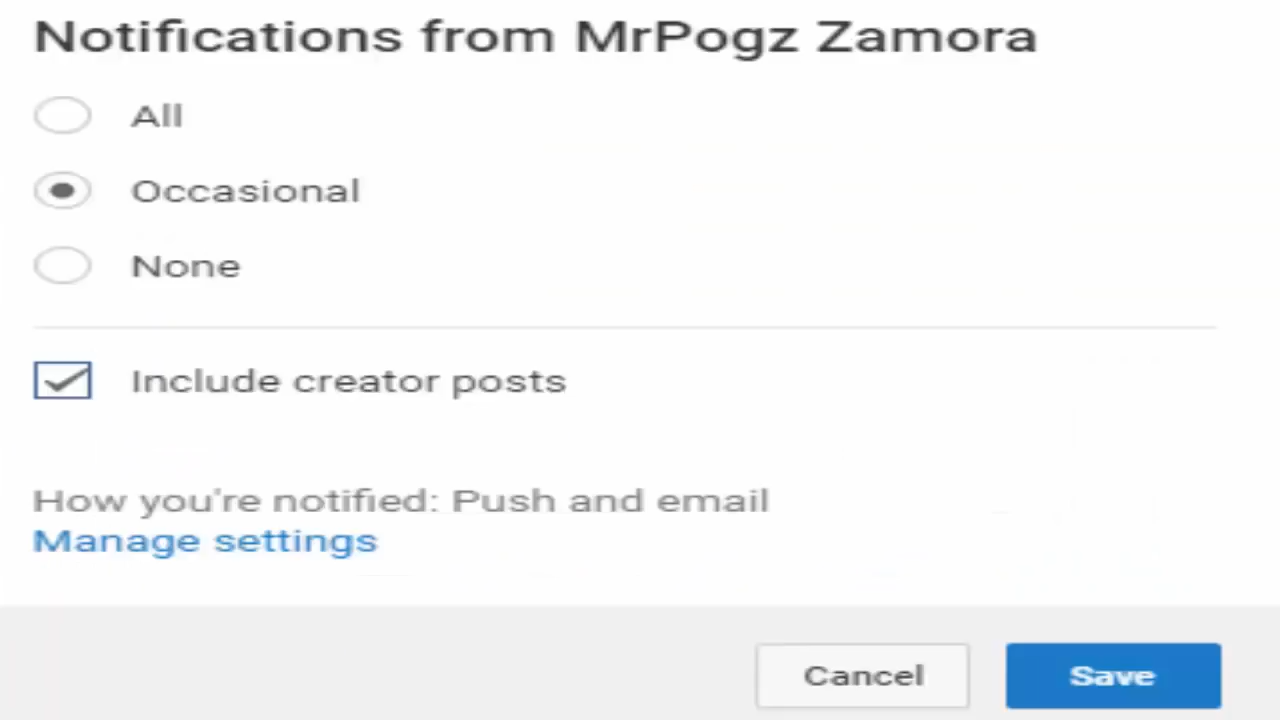 Notifications from MrPogz Zamora
All
Occasional
None
Include creator posts
How you're notified: Push and email
Manage settings
Cancel Save